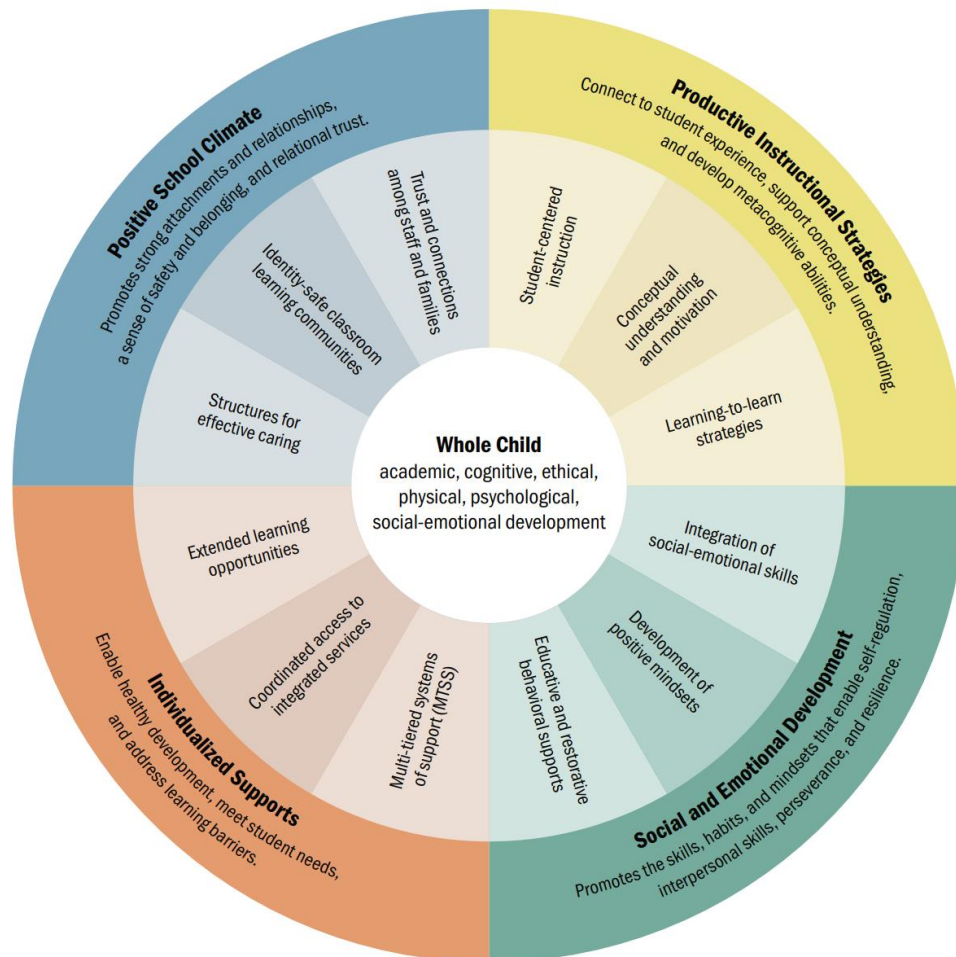 Positive School Climate
Promotes strong attachments and relationships,
a sense of safety and belonging, and relational trust.
Productive Instructional Strategies
Connect to student experience, support conceptual understanding,
and develop metacognitive abilities.
Trust and connections
among staff and families
Identity-safe classroom
learning communities
Structures for
effective caring
Student-centered
instruction
Conceptual
understanding
and motivation
Learning-to-learn
strategies
Whole Child
academic, cognitive, ethical,
physical, psychological,
social-emotional development
Extended learning
opportunities
Coordinated access to
integrated services
Multi-tiered systems
of support (MTSS)
Integration of
social-emotional skills
Development of
positive mindsets
Educative and restorative
behavioral supports
Individualized Supports
Enable healthy development, meet student needs,
and address learning barriers.
Social and Emotional Development
Promotes the skills, habits, and mindsets that enable self-regulation,
interpersonal skills, perseverance, and resilience.